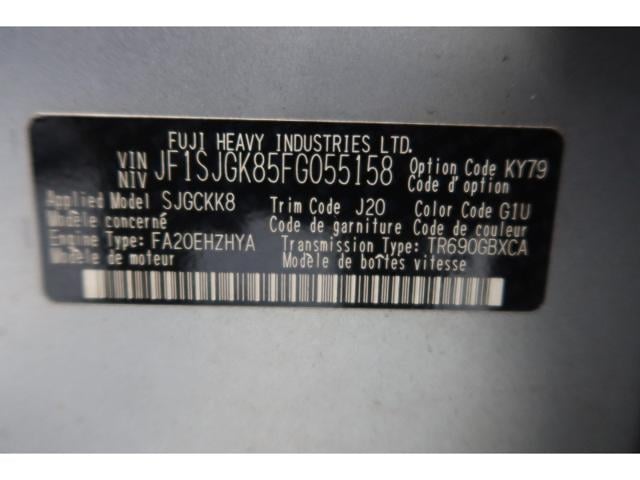 FUJI HEAVY INDUSTRIES LTD.
VIN NIV JF1SJGK85FG055158 Option Code KY79
Code d'option
Applied Model SJGCKK8 Trim Code J20 Color Code G1U
Modèle concerné Code de garniture Code de couleur
Engine Type: FA20EHZHYA Transmission Type: TR690GBXCA
Modèle de moteur Modèle de boîtes vitesse